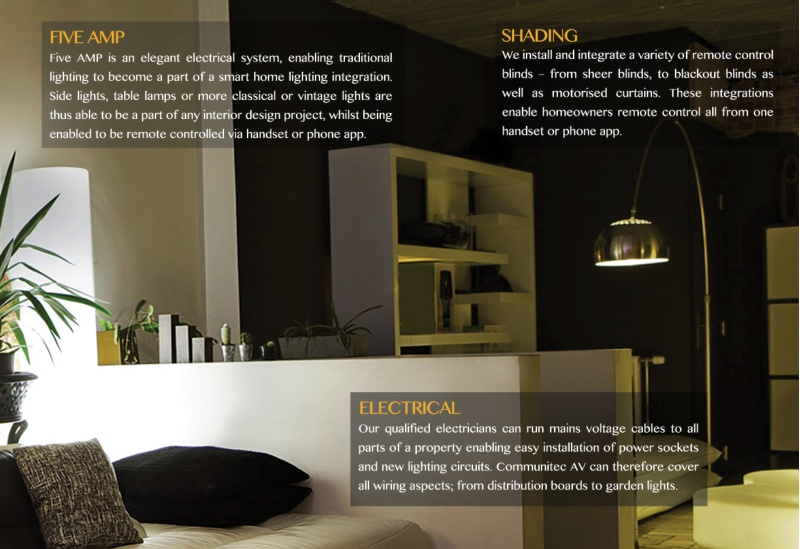 FIVE AMP
Five AMP is an elegant electrical system, enabling traditional
lighting to become a part of a smart home lighting integration.
Side lights, table lamps or more classical or vintage lights are
thus able to be a part of any interior design project, whilst being
enabled to be remote controlled via handset or phone app.
SHADING
We install and integrate a variety of remote control
blinds – from sheer blinds, to blackout blinds as
well as motorised curtains. These integrations
enable homeowners remote control all from one
handset or phone app.
ELECTRICAL
Our qualified electricians can run mains voltage cables to all
parts of a property enabling easy installation of power sockets
and new lighting circuits. Communitec AV can therefore cover
all wiring aspects; from distribution boards to garden lights.